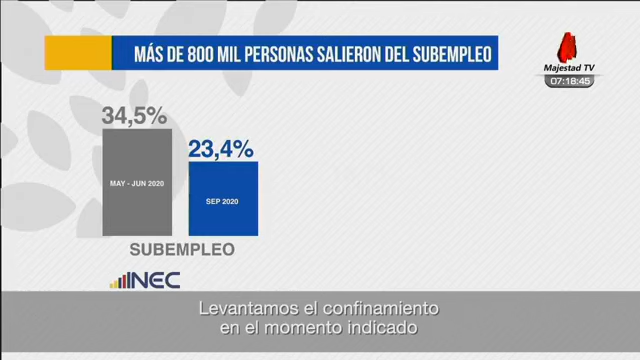 MÁS DE 800 MIL PERSONAS SALIERON DEL SUBEMPLEO
Majestad TV
07:18:45
34,5%
23,4%
MAY - JUN 2020
SEP 2020
SUBEMPLEO
INEC
Levantamos el confinamiento
en el momento indicado